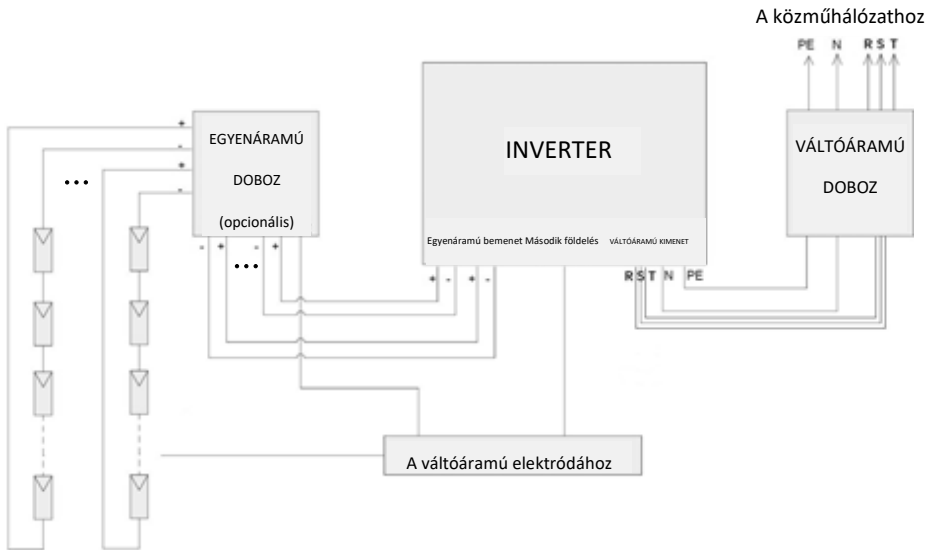 A közműhálózathoz
PE N R S T
+
-
+
-
...
EGYENÁRAMÚ
DOBOZ
(opcionális)
INVERTER
VÁLTÓÁRAMÚ
DOBOZ
Egyenáramú bemenet Második földelés VÁLTÓÁRAMÚ KIMENET
- + ... - +
+ - + -
R S T N PE
A váltóáramú elektródához